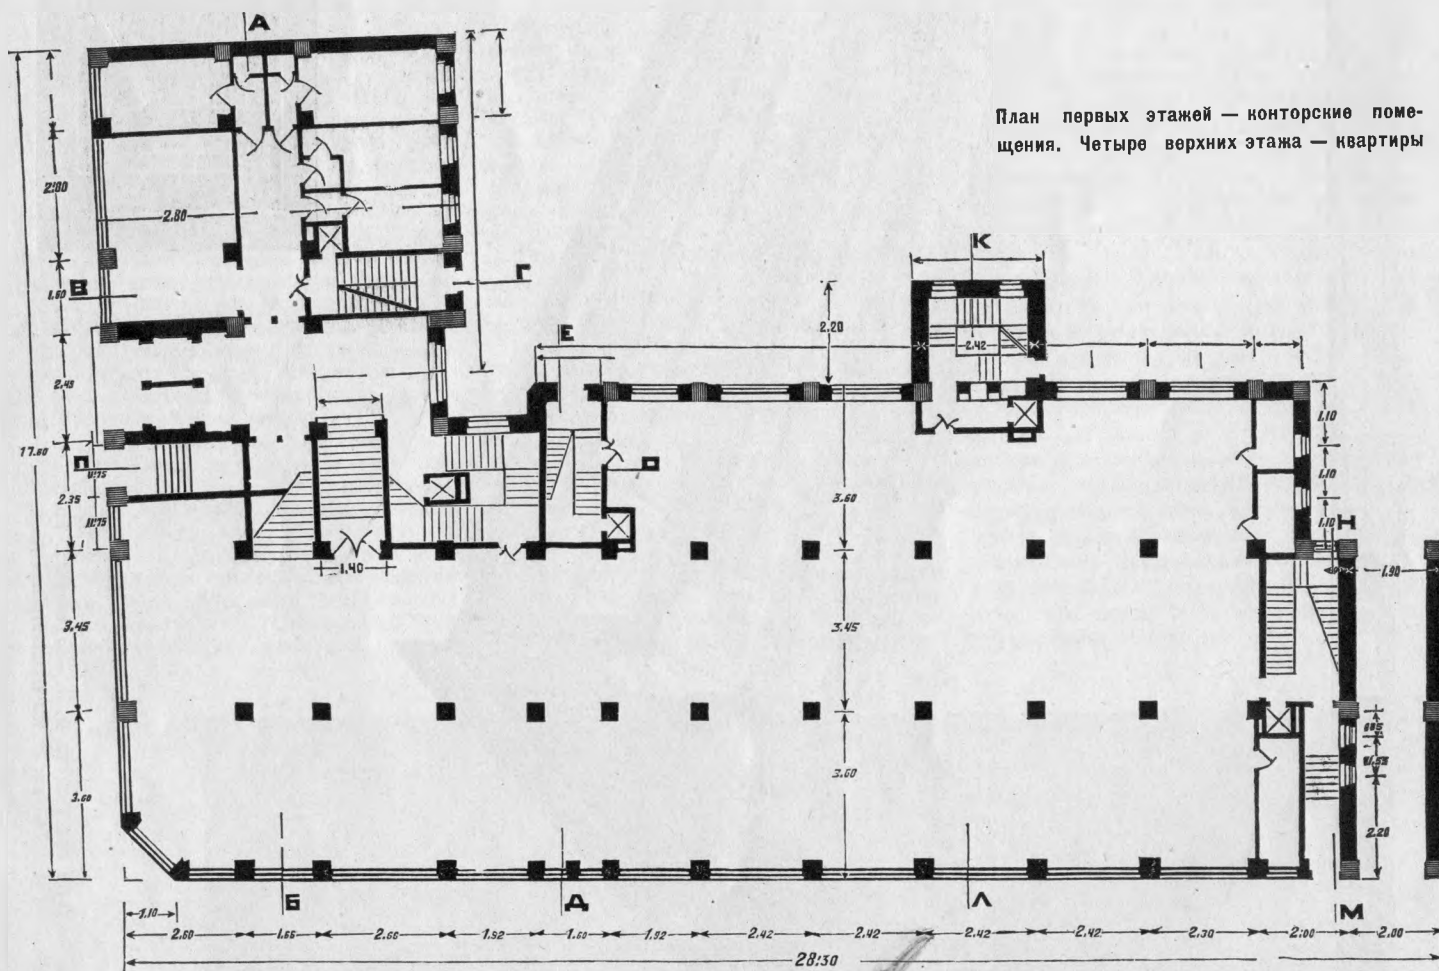 А
План первых этажей — конторские поме-
щения. Четыре верхних этажа — квартиры
2.00
2.80
К
В
Г
1.60
Е
2.20
2.42
2.45
1.10
17.60
П
О
1.10
2.35
3.60
1.10
Н
1.40
1.90
3.45
3.45
3.60
3.60
2.20
Б
Д
Л
М
1.10
2.60
1.66
2.66
1.92
1.60
1.92
2.42
2.42
2.42
2.42
2.30
2.00
2.00
28.30